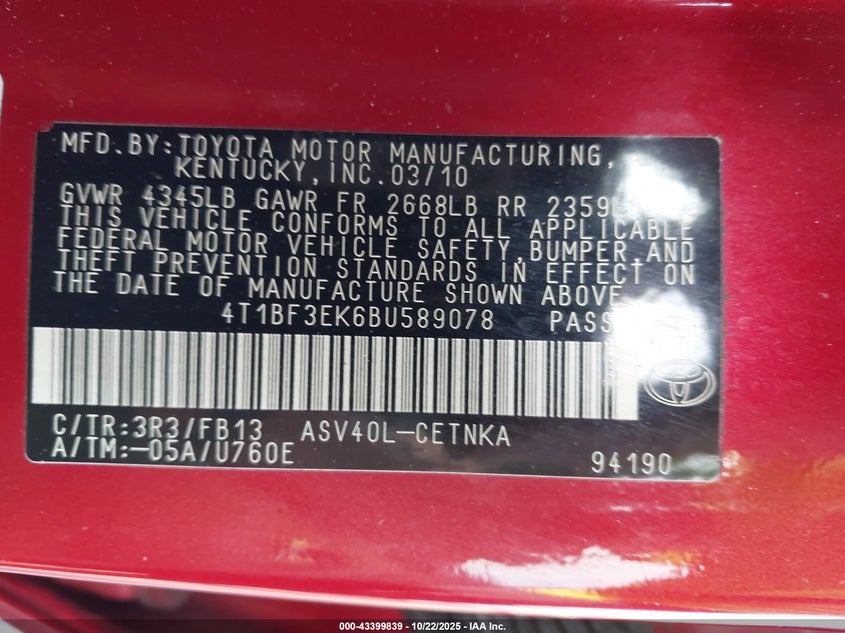 MFD.BY:TOYOTA MOTOR MANUFACTURING,
KENTUCKY,INC.03/10
GVWR 4345LB GAWR FR 2668LB RR 2359
THIS VEHICLE CONFORMS TO ALL APPLICABLE
FEDERAL MOTOR VEHICLE SAFETY,BUMPER,AND
THEFT PREVENTION STANDARDS IN EFFECT ON
THE DATE OF MANUFACTURE SHOWN ABOVE.
4T1BF3EK6BU589078 PASS
C/TR:3R3/FB13 ASV40L-CETNKA
A/TM:-05A/U760E 94190
000-43399839 - 10/22/2025 - IAA Inc.